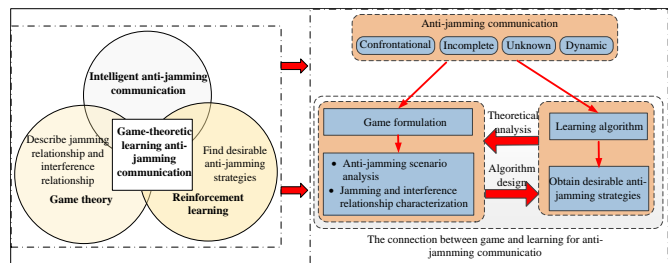 Intelligent anti-jamming
communication
Describe jamming
relationship and
interference
relationship
Game theory
Game-theoretic
learning anti-
jamming
communication
Find desirable
anti-jamming
strategies
Reinforcement
learning
Anti-jamming communication
Confrontational
Incomplete
Unknown
Dynamic
Game formulation
Anti-jamming scenario
analysis
Jamming and interference
relationship characterization
Theoretical
analysis
Algorithm
design
Learning algorithm
Obtain desirable anti-
jamming strategies
The connection between game and learning for anti-
jammning communicatio